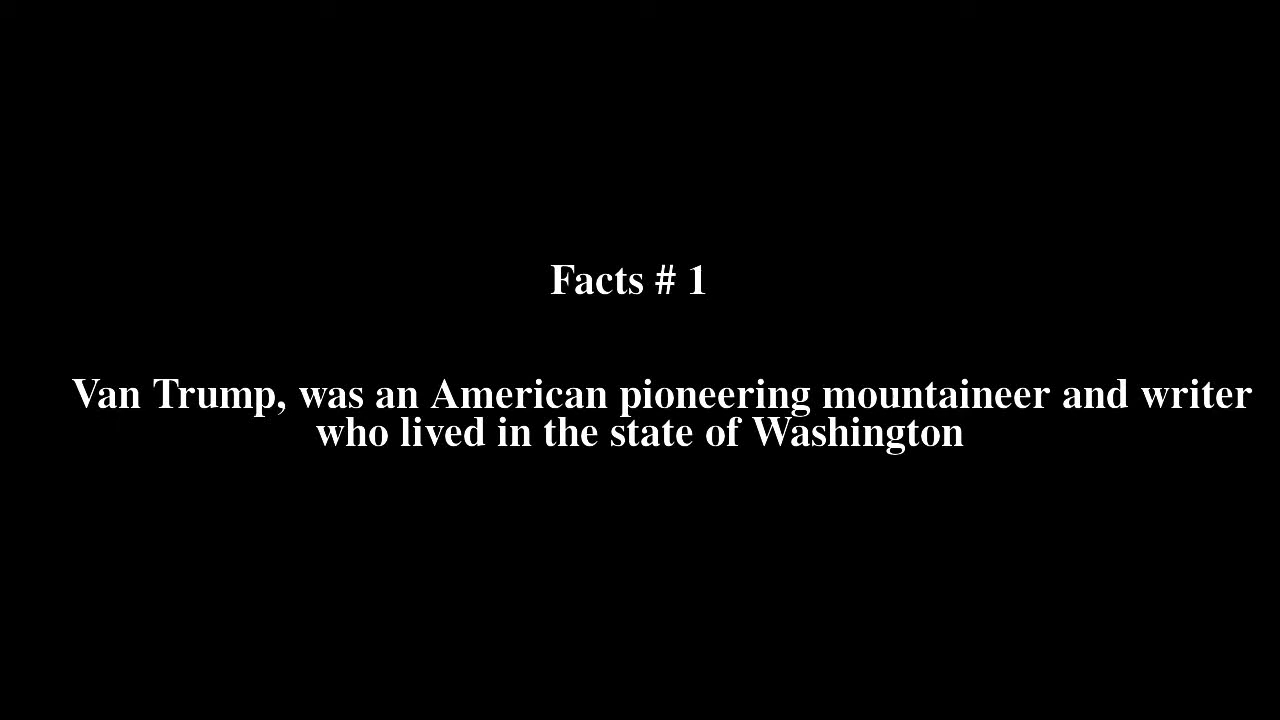 Facts # 1
Van Trump, was an American pioneering mountaineer and writer
who lived in the state of Washington